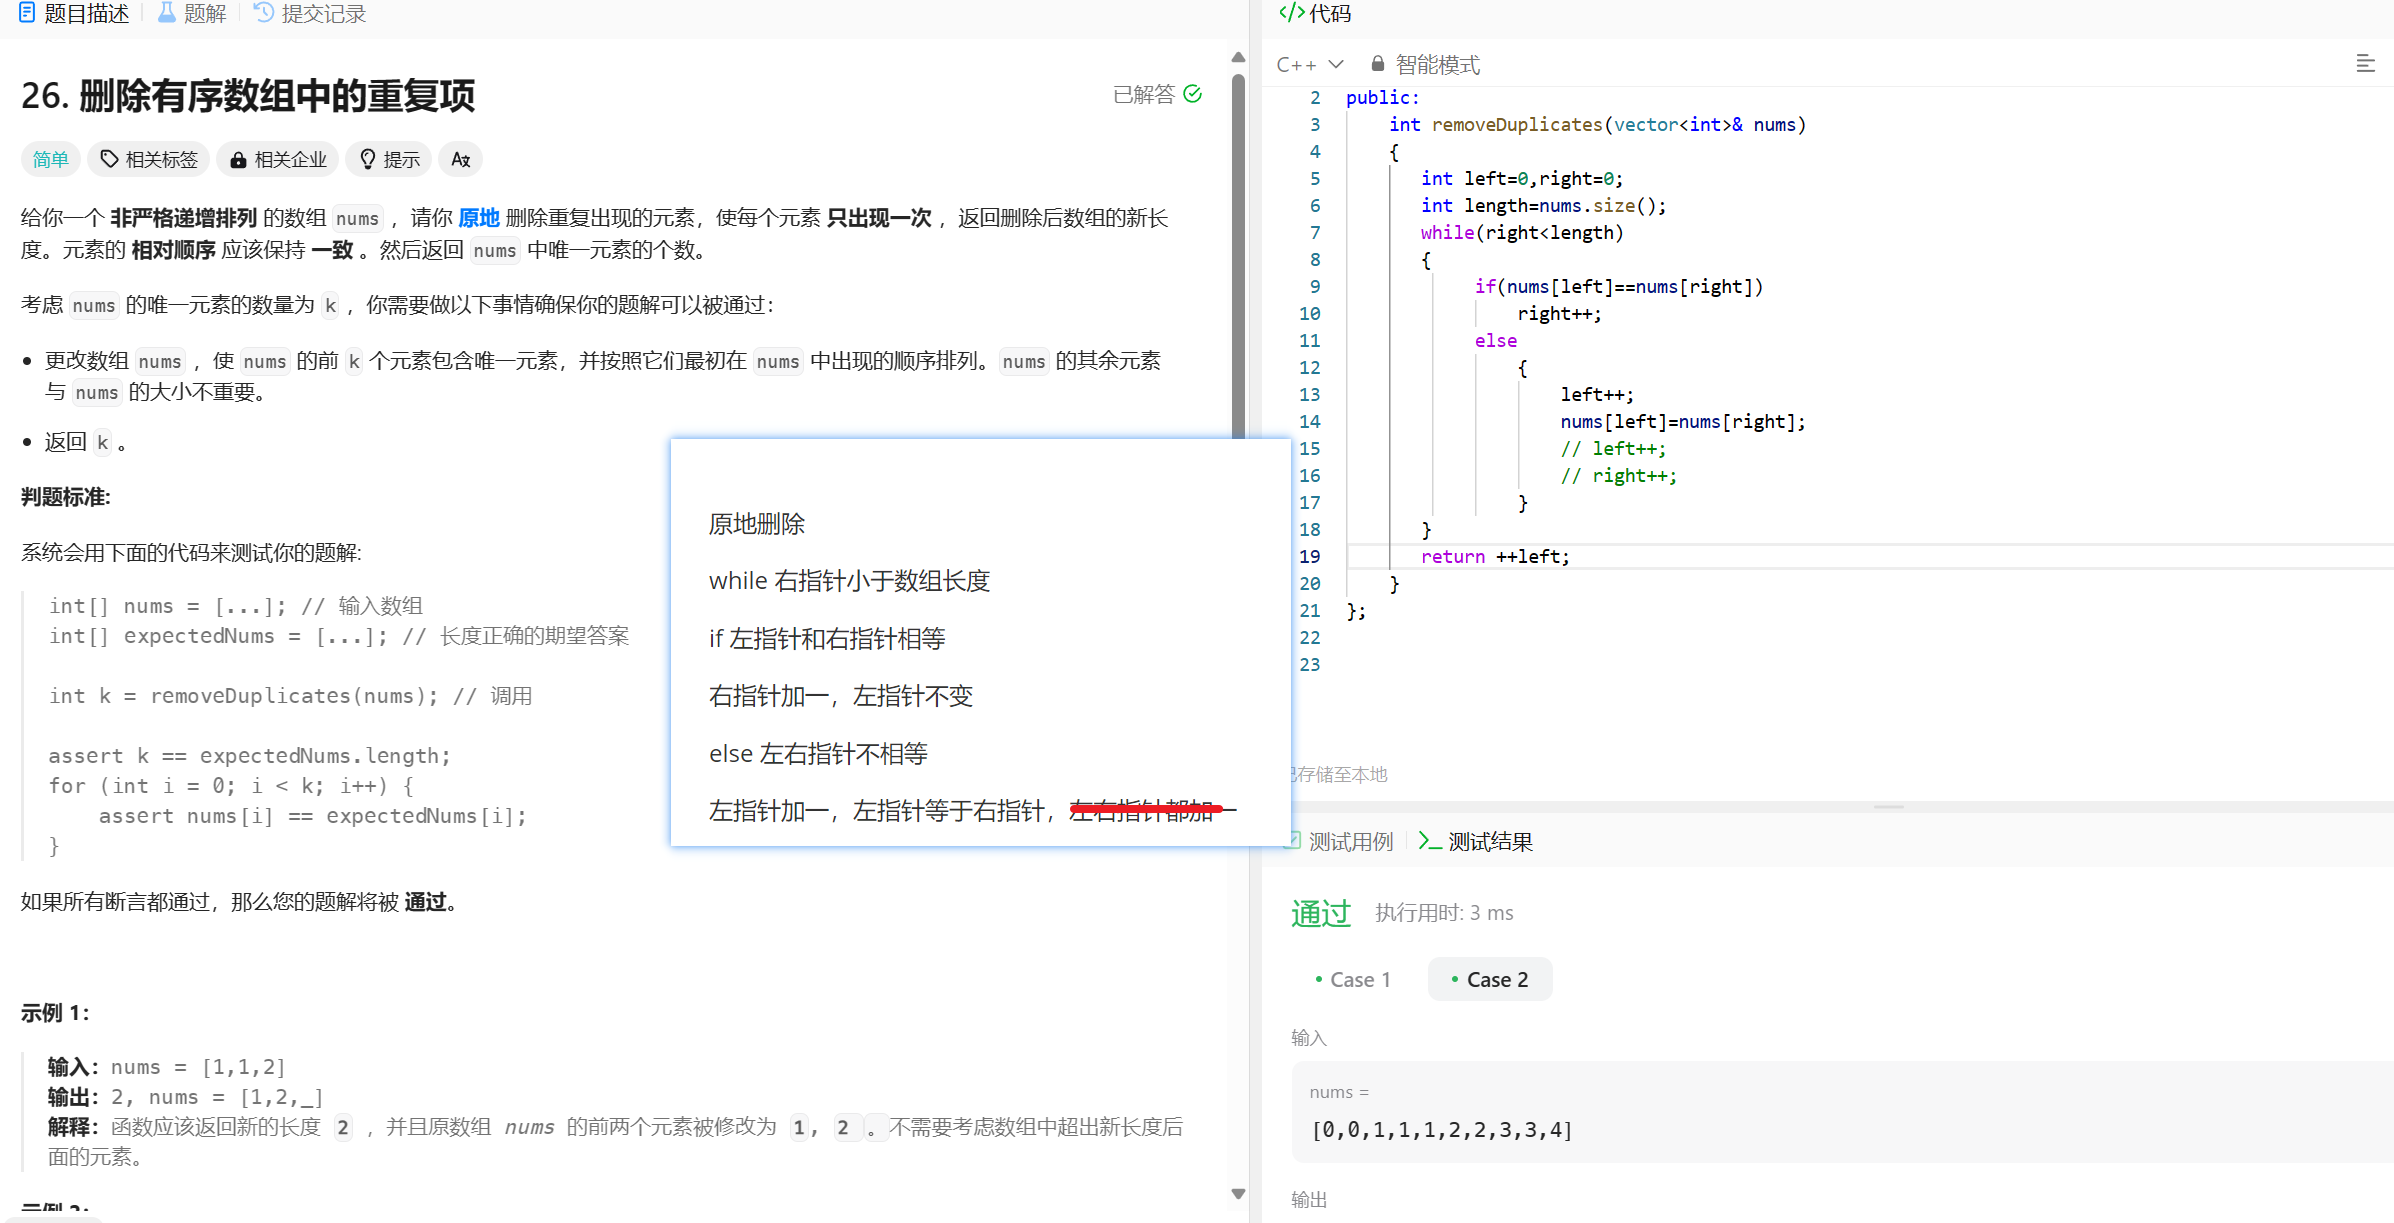 题目描述 题解 提交记录
26. 删除有序数组中的重复项
已解答
简单 相关标签 相关企业 提示
给你一个 非严格递增排列 的数组 nums ，请你 原地 删除重复出现的元素，使每个元素 只出现一次 ，返回删除后数组的新长
度。元素的 相对顺序 应该保持 一致 。然后返回 nums 中唯一元素的个数。
考虑 nums 的唯一元素的数量为 k ，你需要做以下事情确保你的题解可以被通过：
更改数组 nums ，使 nums 的前 k 个元素包含唯一元素，并按照它们最初在 nums 中出现的顺序排列。nums 的其余元素
与 nums 的大小不重要。
返回 k 。
判题标准:
系统会用下面的代码来测试你的题解:
int[] nums = [...]; // 输入数组
int[] expectedNums = [...]; // 长度正确的期望答案
int k = removeDuplicates(nums); // 调用
assert k == expectedNums.length;
for (int i = 0; i < k; i++) {
    assert nums[i] == expectedNums[i];
}
如果所有断言都通过，那么您的题解将被 通过。
示例 1：
输入：nums = [1,1,2]
输出：2, nums = [1,2,_]
解释：函数应该返回新的长度 2 ，并且原数组 nums 的前两个元素被修改为 1, 2 。不需要考虑数组中超出新长度后
面的元素。
原地删除
while 右指针小于数组长度
if 左指针和右指针相等
右指针加一，左指针不变
else 左右指针不相等
左指针加一，左指针等于右指针，左右指针都加一
代码
C++ 智能模式
2 public:
3 int removeDuplicates(vector<int>& nums)
4 {
5 int left=0,right=0;
6 int length=nums.size();
7 while(right<length)
8 {
9 if(nums[left]==nums[right])
10 right++;
11 else
12 {
13 left++;
14 nums[left]=nums[right];
15 // left++;
16 // right++;
17 }
18 }
19 return ++left;
20 }
21 };
22
23
存储至本地
测试用例 测试结果
通过 执行用时: 3 ms
Case 1 Case 2
输入
nums =
[0,0,1,1,1,2,2,3,3,4]
输出